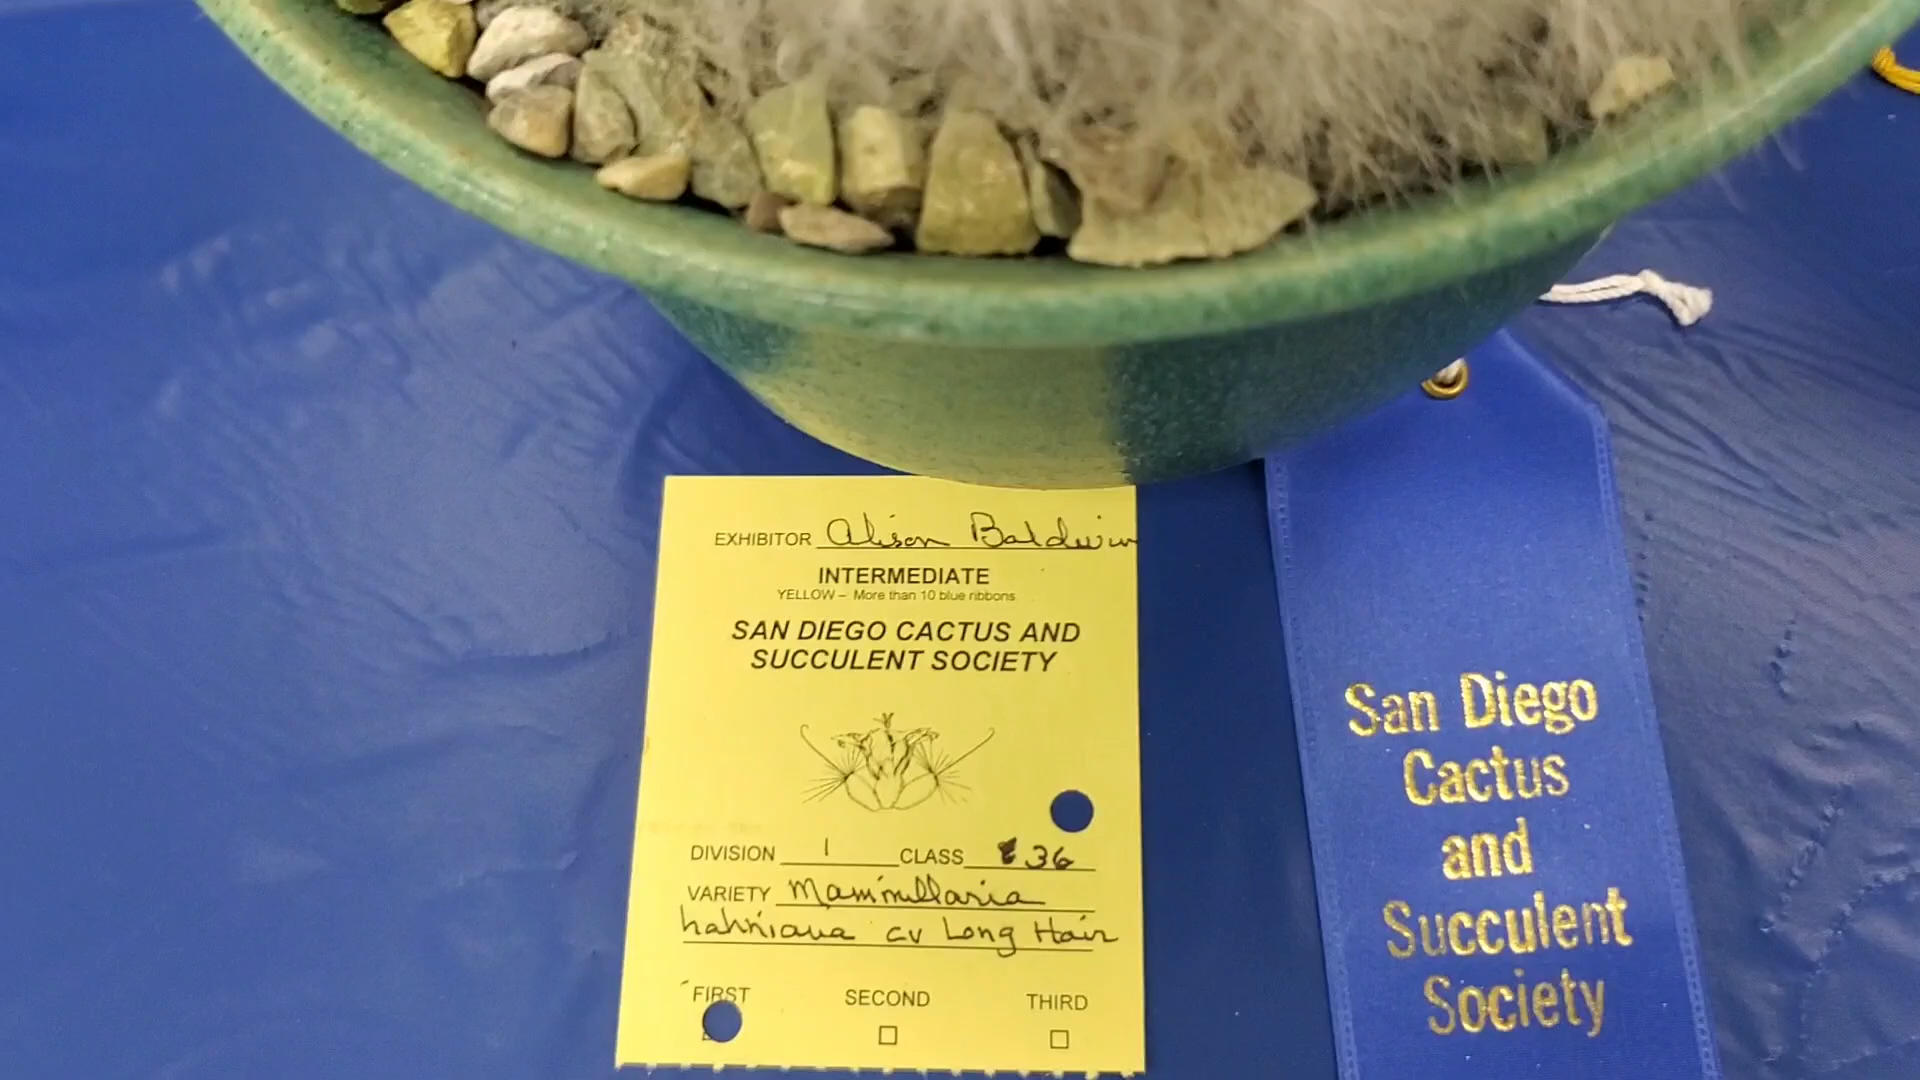 EXHIBITOR Alison Baldwin
INTERMEDIATE
YELLOW – More than 10 blue ribbons
SAN DIEGO CACTUS AND
SUCCULENT SOCIETY
DIVISION 1 CLASS 36
VARIETY Mammillaria
hahniana cv Long Hair
FIRST SECOND THIRD
San Diego
Cactus
and
Succulent
Society